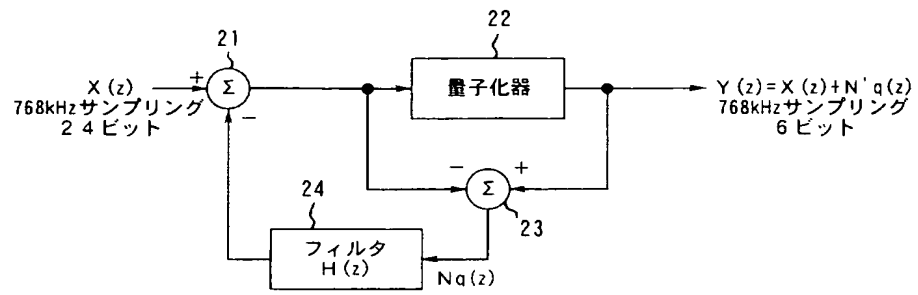 21
22
X(z)
768kHzサンプリング
24ビット
+
Σ
−
量子化器
Y(z)=X(z)+N'q(z)
768kHzサンプリング
6ビット
−
+
Σ
23
24
フィルタ
H(z)
Nq(z)